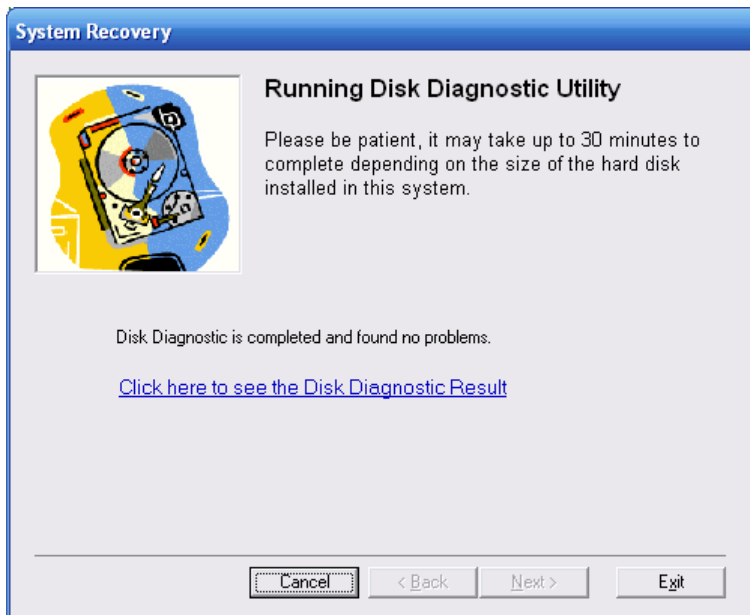 System Recovery
Running Disk Diagnostic Utility
Please be patient, it may take up to 30 minutes to
complete depending on the size of the hard disk
installed in this system.
Disk Diagnostic is completed and found no problems.
Click here to see the Disk Diagnostic Result
Cancel
< Back
Next >
Exit